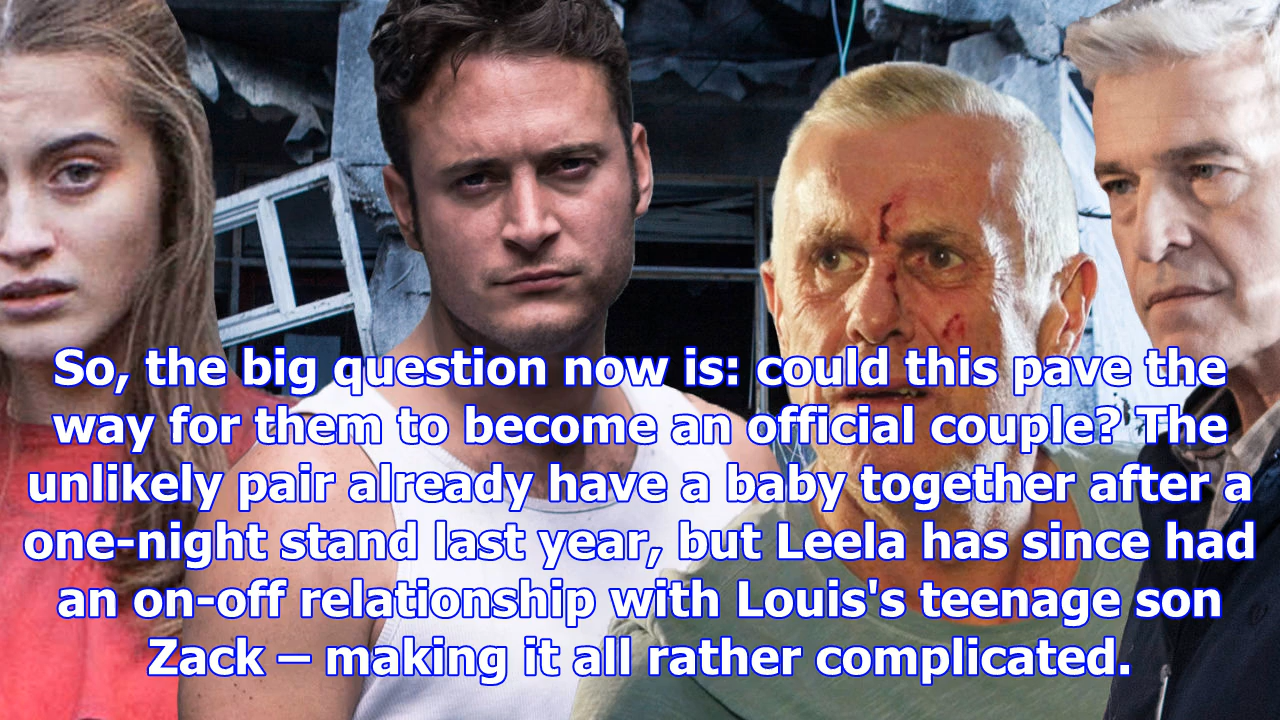 So, the big question now is: could this pave the
way for them to become an official couple? The
unlikely pair already have a baby together after a
one-night stand last year, but Leela has since had
an on-off relationship with Louis's teenage son
Zack – making it all rather complicated.